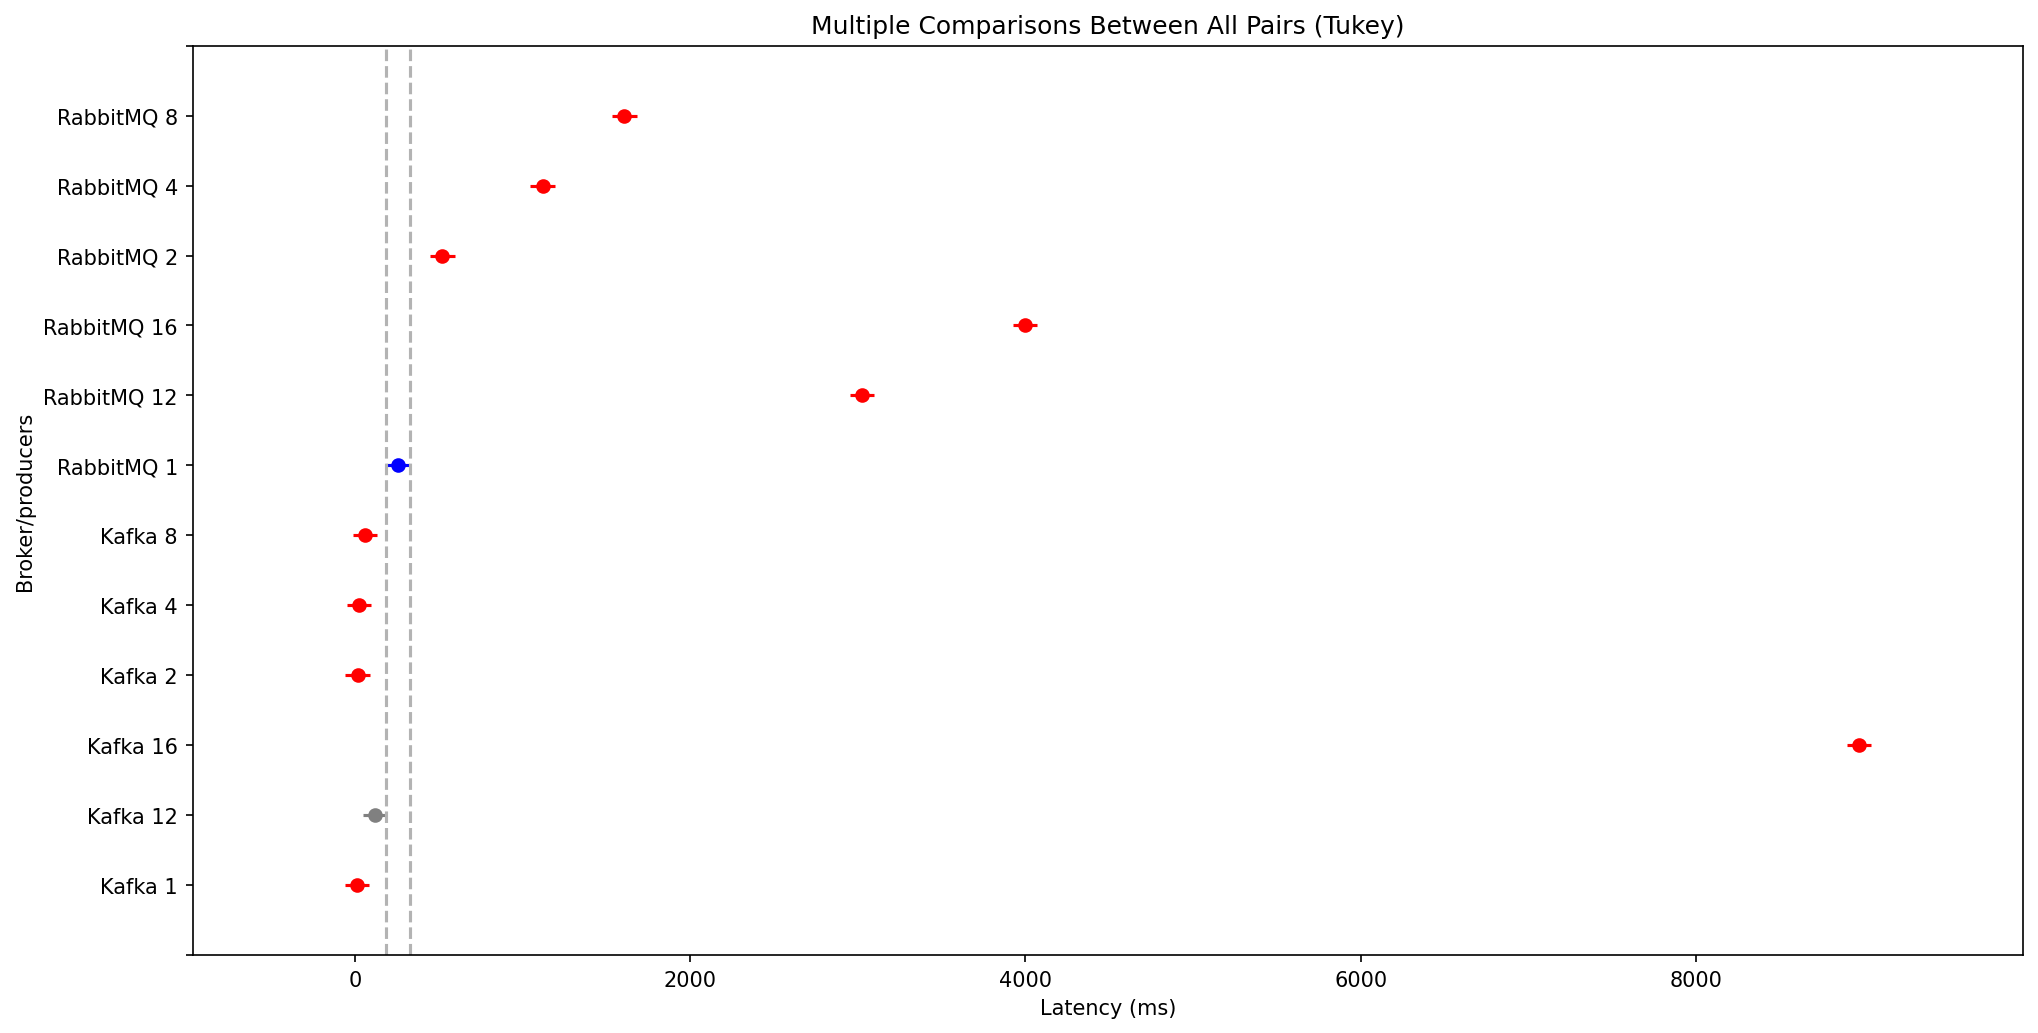 Multiple Comparisons Between All Pairs (Tukey)
Broker/producers
RabbitMQ 8
RabbitMQ 4
RabbitMQ 2
RabbitMQ 16
RabbitMQ 12
RabbitMQ 1
Kafka 8
Kafka 4
Kafka 2
Kafka 16
Kafka 12
Kafka 1
0 2000 4000 6000 8000
Latency (ms)